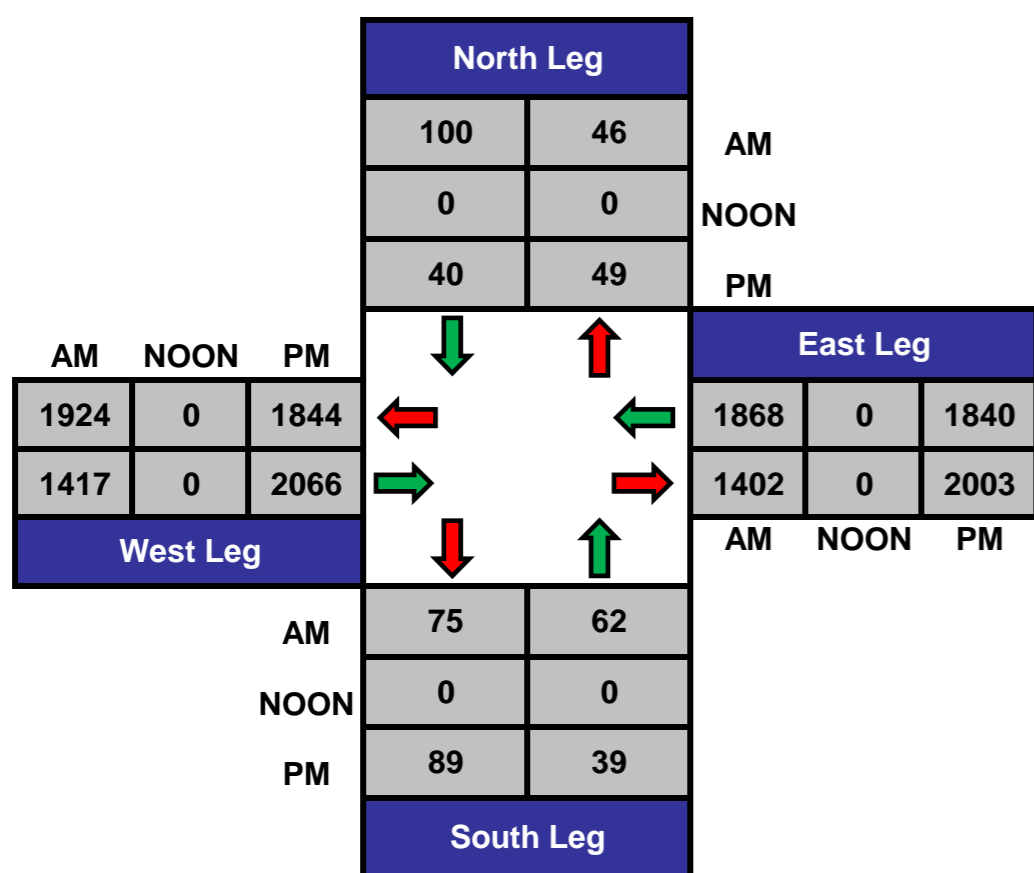 North Leg
100 46 AM
0 0 NOON
40 49 PM
East Leg
AM NOON PM
1924 0 1844 1868 0 1840
1417 0 2066 1402 0 2003
West Leg AM NOON PM
AM 75 62
NOON 0 0
PM 89 39
South Leg